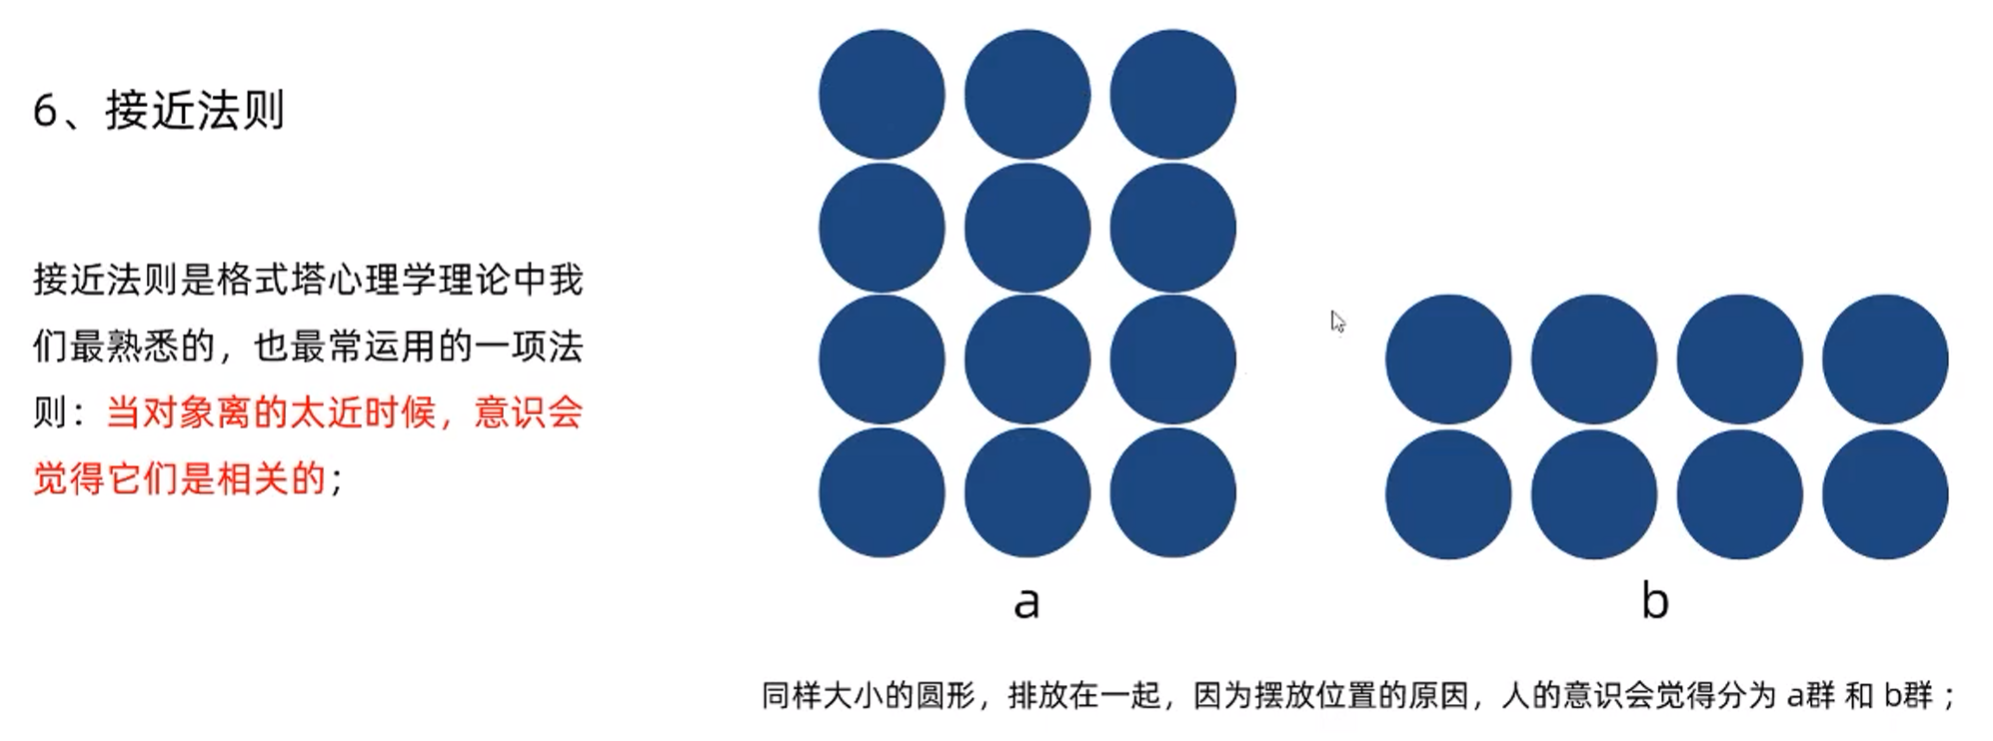 6、接近法则
接近法则是格式塔心理学理论中我
们最熟悉的，也最常运用的一项法
则：当对象离的太近时候，意识会
觉得它们是相关的；
a
b
同样大小的圆形，排放在一起，因为摆放位置的原因，人的意识会觉得分为 a群 和 b群；